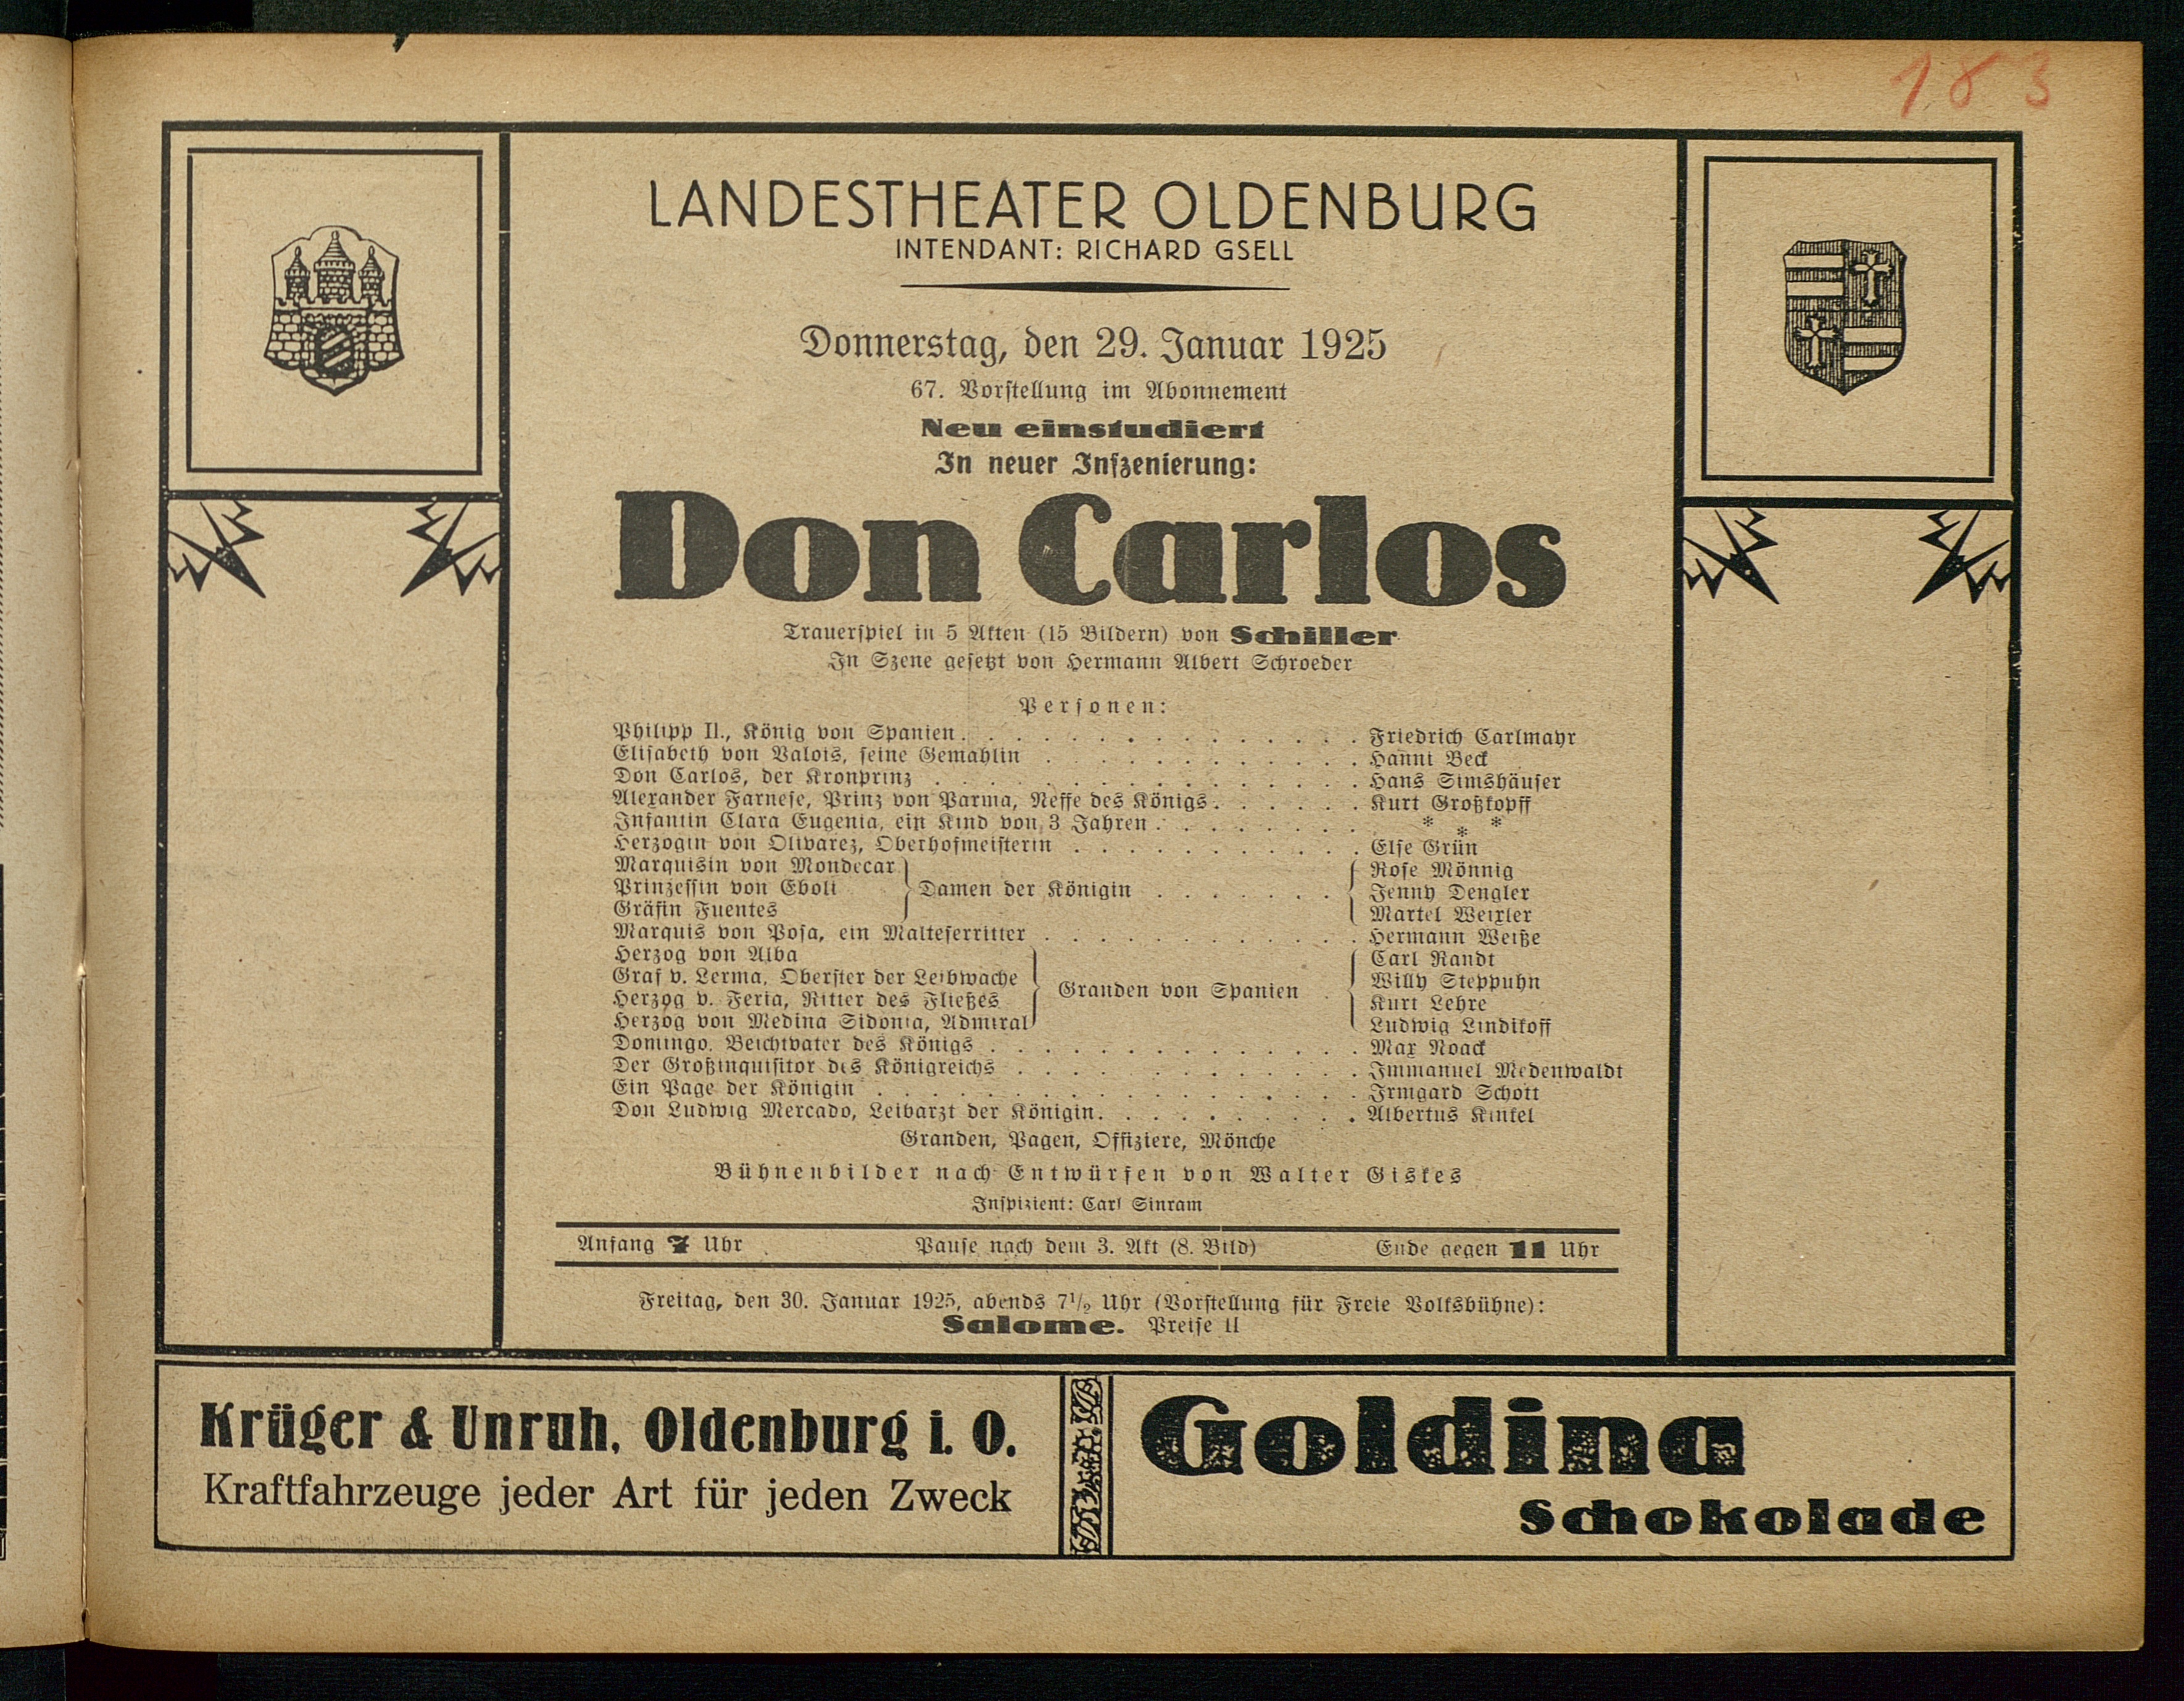 183
LANDESTHEATER OLDENBURG
INTENDANT: RICHARD GSELL
Donnerstag, den 29. Januar 1925
67. Vorstellung im Abonnement
Neu einstudiert
In neuer Inszenierung:
Don Carlos
Trauerspiel in 5 Akten (15 Bildern) von Schiller
In Szene gesetzt von Hermann Albert Schroeder
Personen:
Philipp II., König von Spanien . . . Friedrich Carlmayr
Elisabeth von Valois, seine Gemahlin . . . Hanni Beck
Don Carlos, der Kronprinz . . . Hans Simshäuser
Alexander Farnese, Prinz von Parma, Neffe des Königs . . . Kurt Großkopff
Infantin Clara Eugenia, ein Kind von 3 Jahren . . . * * *
Herzogin von Olivarez, Oberhofmeisterin . . . Else Grün
Marquisin von Mondecar } Damen der Königin . . . { Rose Mönnig
Prinzessin von Eboli Jenny Dengler
Gräfin Fuentes Martel Weixler
Marquis von Posa, ein Malteserritter . . . Hermann Weiße
Herzog von Alba } Granden von Spanien . { Carl Randt
Graf v. Lerma, Oberster der Leibwache Willy Steppuhn
Herzog v. Feria, Ritter des Fließes Kurt Lehre
Herzog von Medina Sidonia, Admiral Ludwig Lindikoff
Domingo, Beichtvater des Königs . . . Max Noack
Der Großinquisitor des Königreichs . . . Immanuel Medenwaldt
Ein Page der Königin . . . Irmgard Schott
Don Ludwig Mercado, Leibarzt der Königin . . . Albertus Kinkel
Granden, Pagen, Offiziere, Mönche
Bühnenbilder nach Entwürfen von Walter Giskes
Inspizient: Carl Sinram
Anfang 7 Uhr Pause nach dem 3. Akt (8. Bild) Ende gegen 11 Uhr
Freitag, den 30. Januar 1925, abends 7 1/2 Uhr (Vorstellung für Freie Volksbühne):
Salome. Preise II
Krüger & Unruh, Oldenburg i. O.
Kraftfahrzeuge jeder Art für jeden Zweck
Goldina
Schokolade